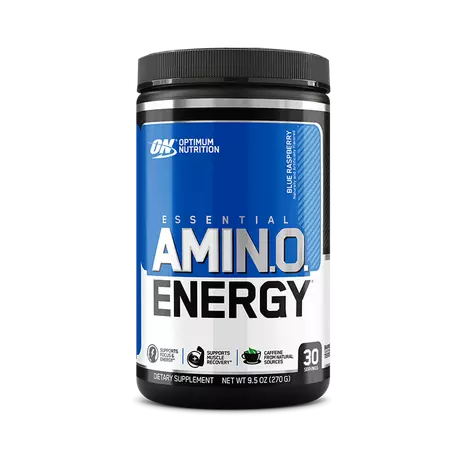 ON OPTIMUM
NUTRITION
BLUE RASPBERRY
ESSENTIAL
AMIN.O.
ENERGY
SUPPORTS
FOCUS &
ENERGY
SUPPORTS
MUSCLE
RECOVERY
CAFFEINE
FROM NATURAL
SOURCES
30
SERVINGS
DIETARY SUPPLEMENT NET WT 9.5 OZ (270 G)